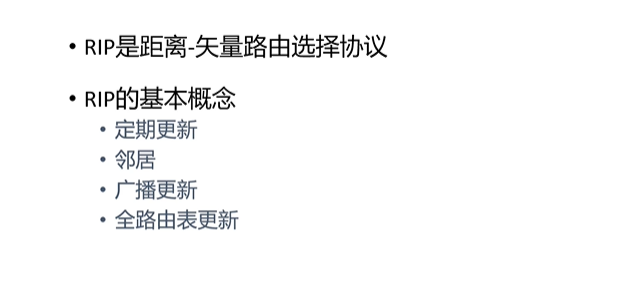 • RIP是距离-矢量路由选择协议
• RIP的基本概念
• 定期更新
• 邻居
• 广播更新
• 全路由表更新